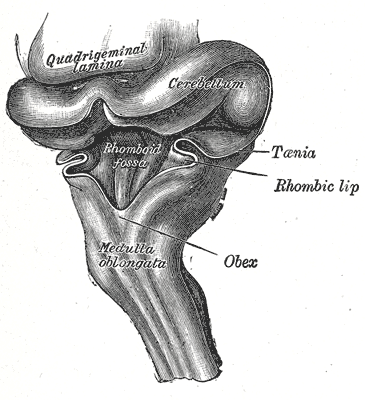 Quadrigeminal
lamina
Cerebellum
Rhomboid
fossa
Tænia
Rhombic lip
Medulla
oblongata
Obex